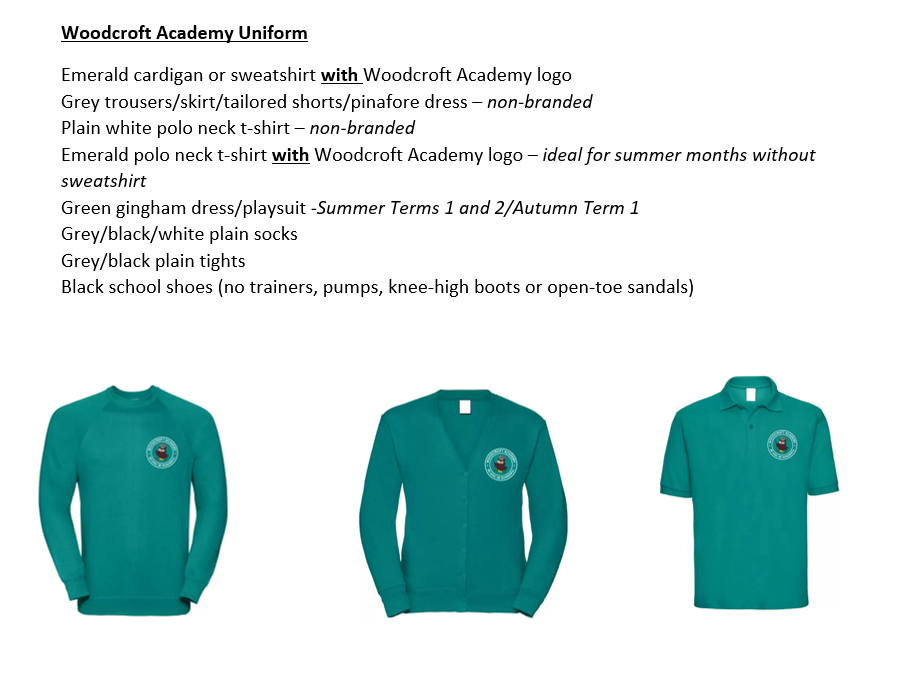 Woodcroft Academy Uniform
Emerald cardigan or sweatshirt with Woodcroft Academy logo
Grey trousers/skirt/tailored shorts/pinafore dress – non-branded
Plain white polo neck t-shirt – non-branded
Emerald polo neck t-shirt with Woodcroft Academy logo – ideal for summer months without
sweatshirt
Green gingham dress/playsuit -Summer Terms 1 and 2/Autumn Term 1
Grey/black/white plain socks
Grey/black plain tights
Black school shoes (no trainers, pumps, knee-high boots or open-toe sandals)